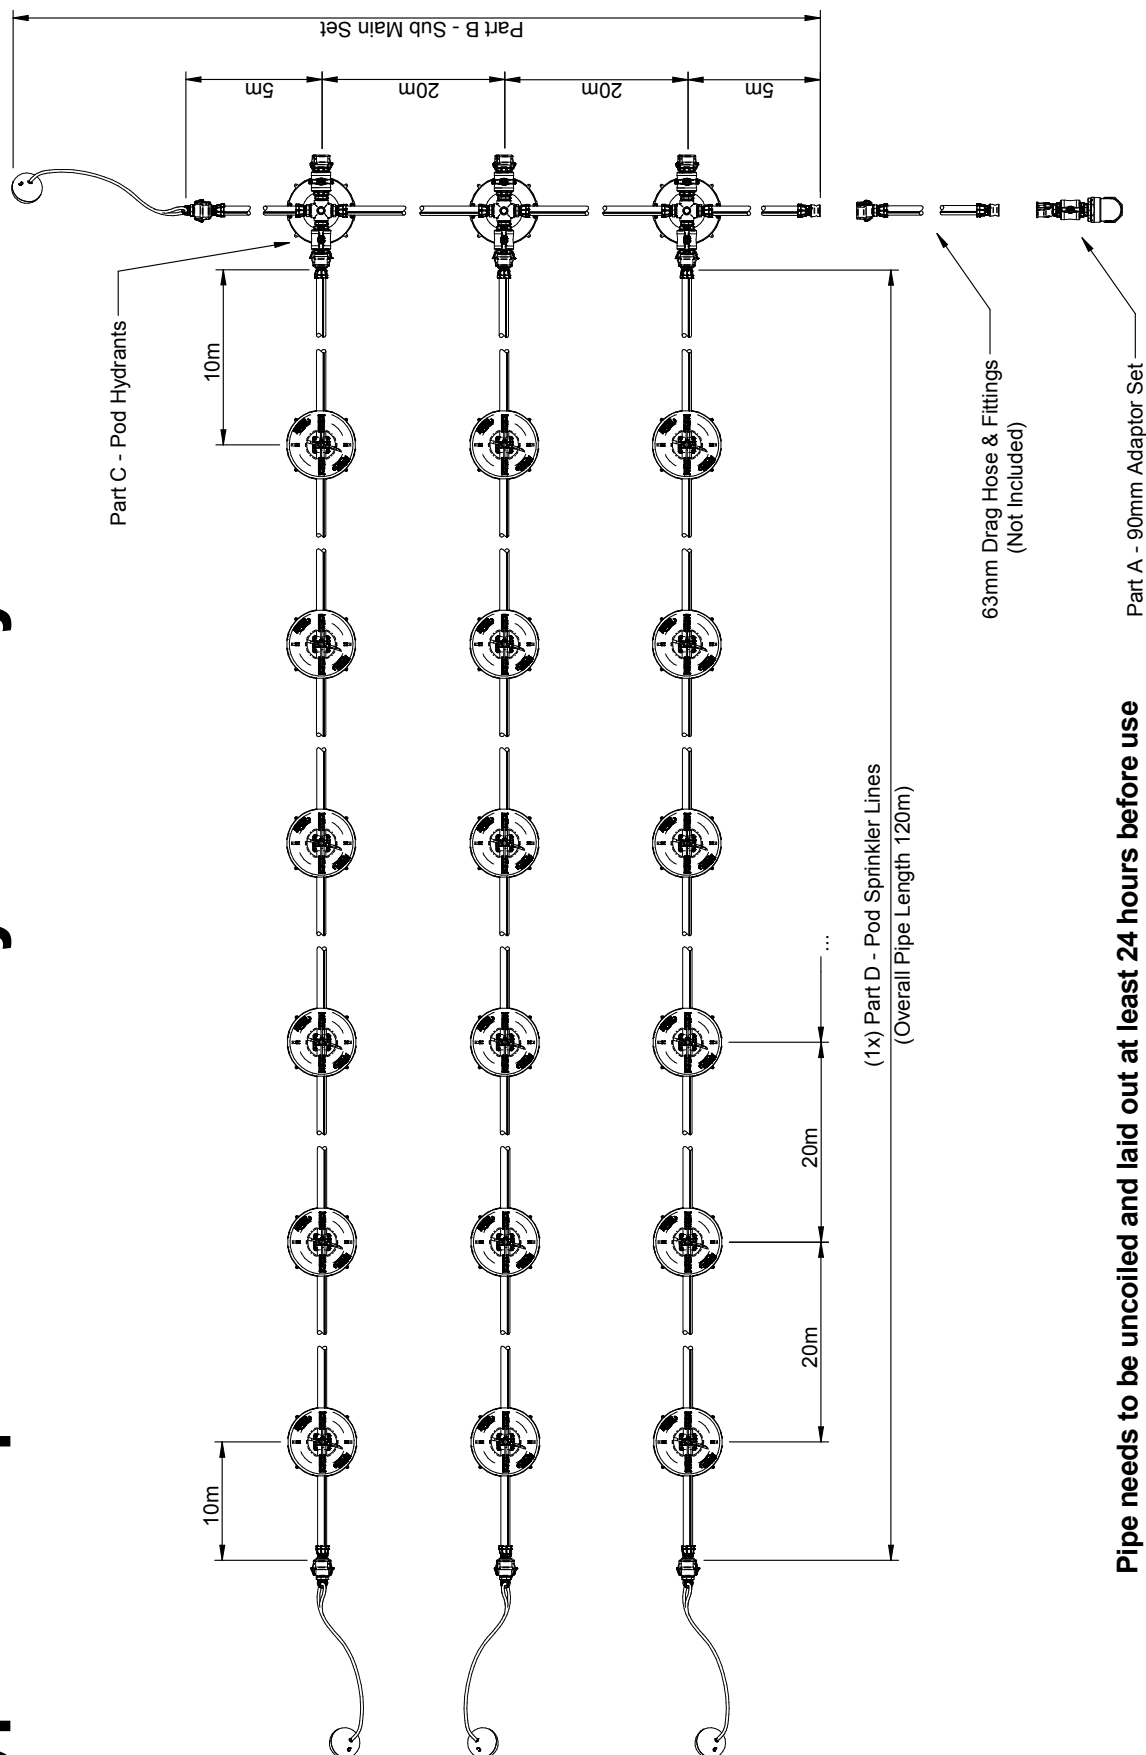 Part B - Sub Main Set
5m
20m
20m
5m
Part C - Pod Hydrants
10m
63mm Drag Hose & Fittings
(Not Included)
Part A - 90mm Adaptor Set
(1x) Part D - Pod Sprinkler Lines
(Overall Pipe Length 120m)
...
20m
20m
10m
Pipe needs to be uncoiled and laid out at least 24 hours before use